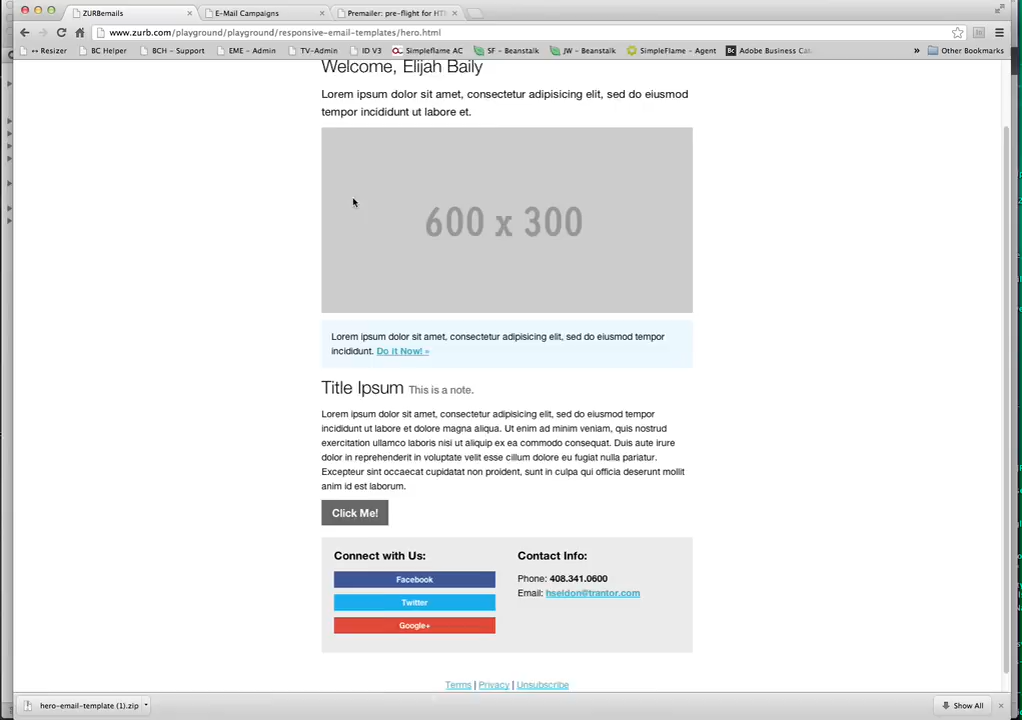 ZURBemails
E-Mail Campaigns
Premailer: pre-flight for HT
www.zurb.com/playground/playground/responsive-email-templates/hero.html
↔ Resizer
BC Helper
BCH – Support
EME – Admin
TV-Admin
ID V3
Simpleflame AC
SF – Beanstalk
JW – Beanstalk
SimpleFlame – Agent
Bc Adobe Business Cat
»
Other Bookmarks
Welcome, Elijah Baily
Lorem ipsum dolor sit amet, consectetur adipisicing elit, sed do eiusmod
tempor incididunt ut labore et.
600 x 300
Lorem ipsum dolor sit amet, consectetur adipisicing elit, sed do eiusmod tempor
incididunt. Do it Now! »
Title Ipsum This is a note.
Lorem ipsum dolor sit amet, consectetur adipisicing elit, sed do eiusmod tempor
incididunt ut labore et dolore magna aliqua. Ut enim ad minim veniam, quis nostrud
exercitation ullamco laboris nisi ut aliquip ex ea commodo consequat. Duis aute irure
dolor in reprehenderit in voluptate velit esse cillum dolore eu fugiat nulla pariatur.
Excepteur sint occaecat cupidatat non proident, sunt in culpa qui officia deserunt mollit
anim id est laborum.
Click Me!
Connect with Us:
Facebook
Twitter
Google+
Contact Info:
Phone: 408.341.0600
Email: hseldon@trantor.com
Terms | Privacy | Unsubscribe
hero-email-template (1).zip
Show All